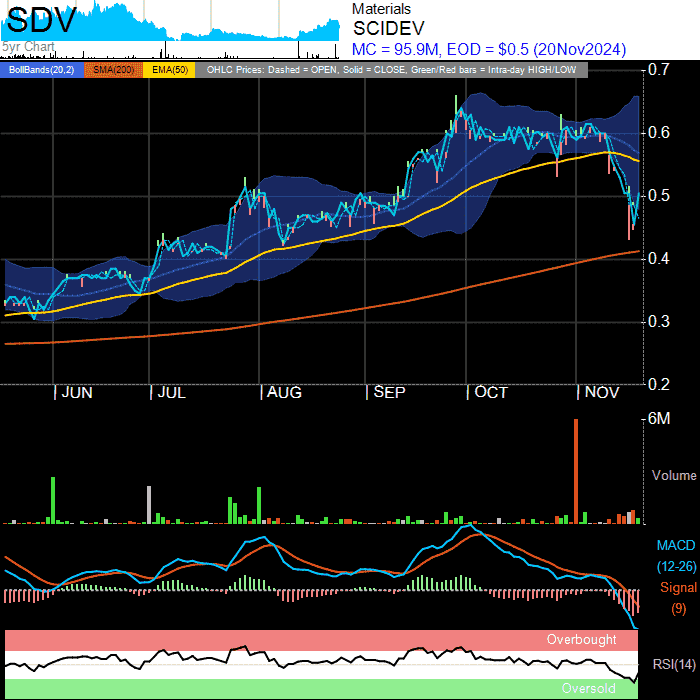 SDV
5yr Chart
Materials
SCIDEV
MC = 95.9M, EOD = $0.5 (20Nov2024)
BollBands(20,2) SMA(200) EMA(50) OHLC Prices: Dashed = OPEN, Solid = CLOSE, Green/Red bars = Intra-day HIGH/LOW
0.7
0.6
0.5
0.4
0.3
0.2
JUN JUL AUG SEP OCT NOV
6M
Volume
MACD
(12-26)
Signal
(9)
Overbought
RSI(14)
Oversold